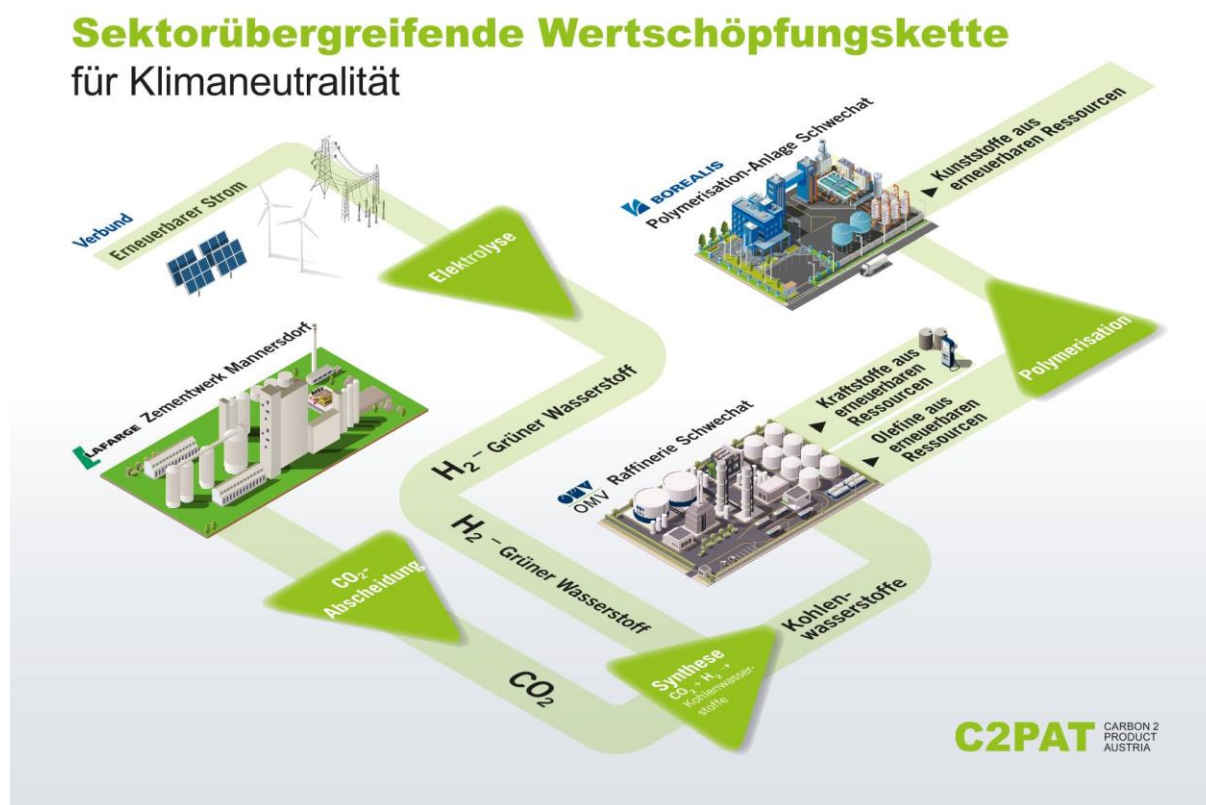 Sektorübergreifende Wertschöpfungskette
für Klimaneutralität
Verbund
Erneuerbarer Strom
Elektrolyse
BOREALIS
Polymerisation-Anlage Schwechat
Kunststoffe aus
erneuerbaren Ressourcen
LAFARGE Zementwerk Mannersdorf
H₂ – Grüner Wasserstoff
Polymerisation
Kraftstoffe aus
erneuerbaren
Ressourcen
Olefine aus
erneuerbaren
Ressourcen
OMV
OMV Raffinerie Schwechat
H₂ – Grüner Wasserstoff
CO₂-
Abscheidung
CO₂
Synthese
CO₂ + H₂ →
Kohlenwasser-
stoffe
Kohlen-
wasserstoffe
C2PAT
CARBON 2
PRODUCT
AUSTRIA